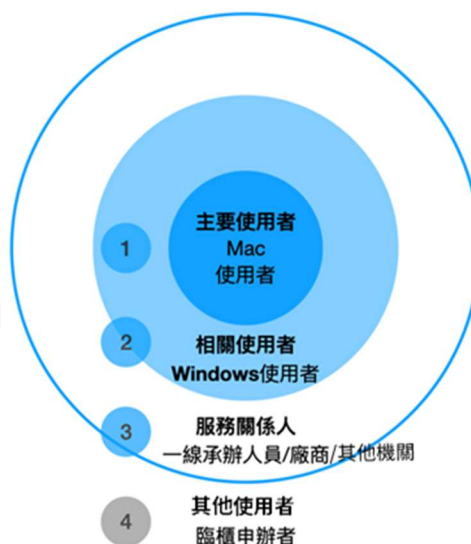 主要使用者
1
Mac
使用者
2
相關使用者
Windows使用者
3
服務關係人
一線承辦人員/廠商/其他機關
4
其他使用者
臨櫃申辦者